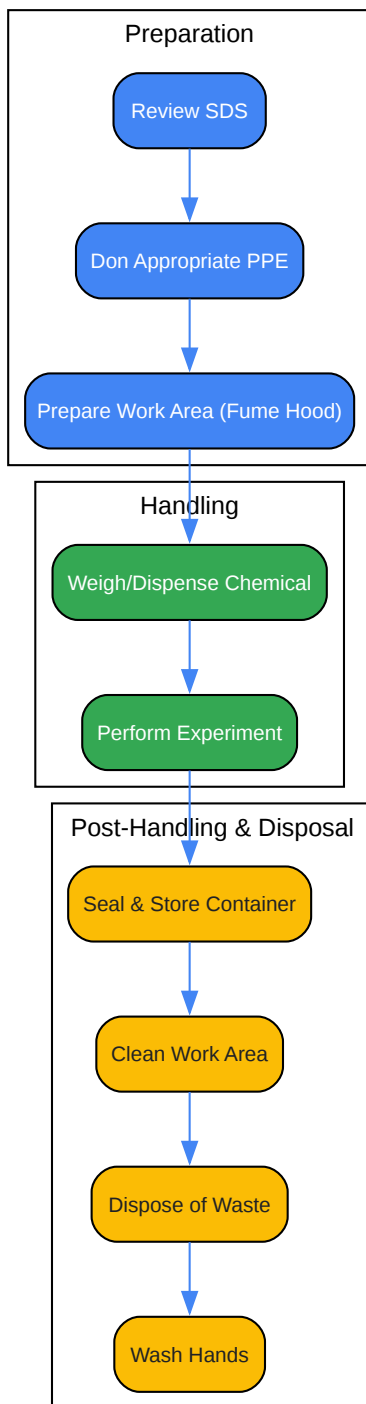 Preparation
Review SDS
Don Appropriate PPE
Prepare Work Area (Fume Hood)
Handling
Weigh/Dispense Chemical
Perform Experiment
Post-Handling & Disposal
Seal & Store Container
Clean Work Area
Dispose of Waste
Wash Hands